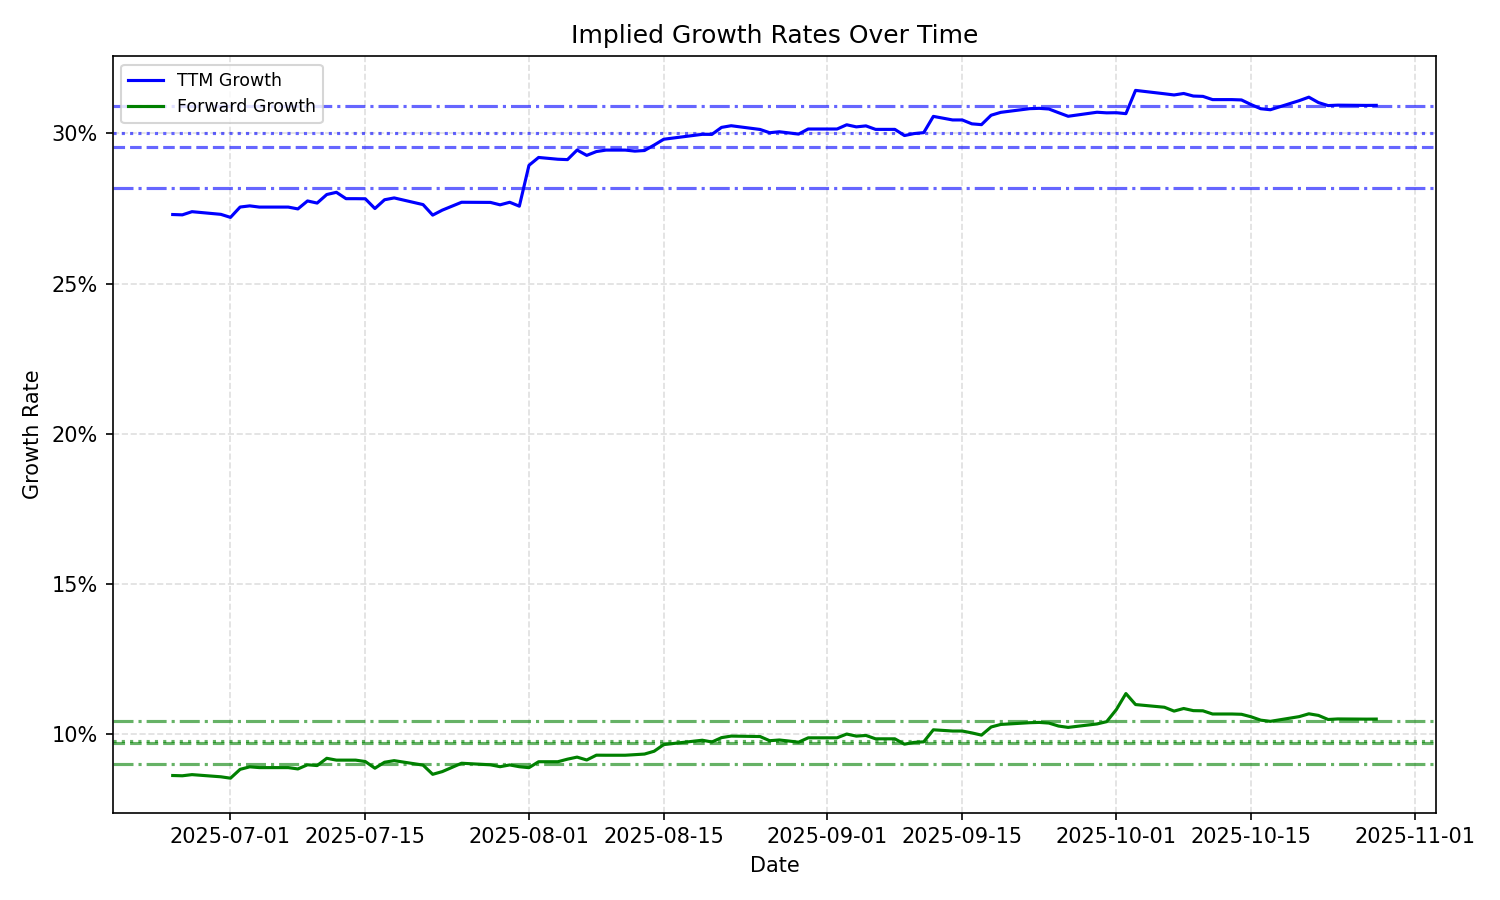 Implied Growth Rates Over Time
TTM Growth
Forward Growth
30%
25%
20%
15%
10%
Growth Rate
2025-07-01 2025-07-15 2025-08-01 2025-08-15 2025-09-01 2025-09-15 2025-10-01 2025-10-15 2025-11-01
Date